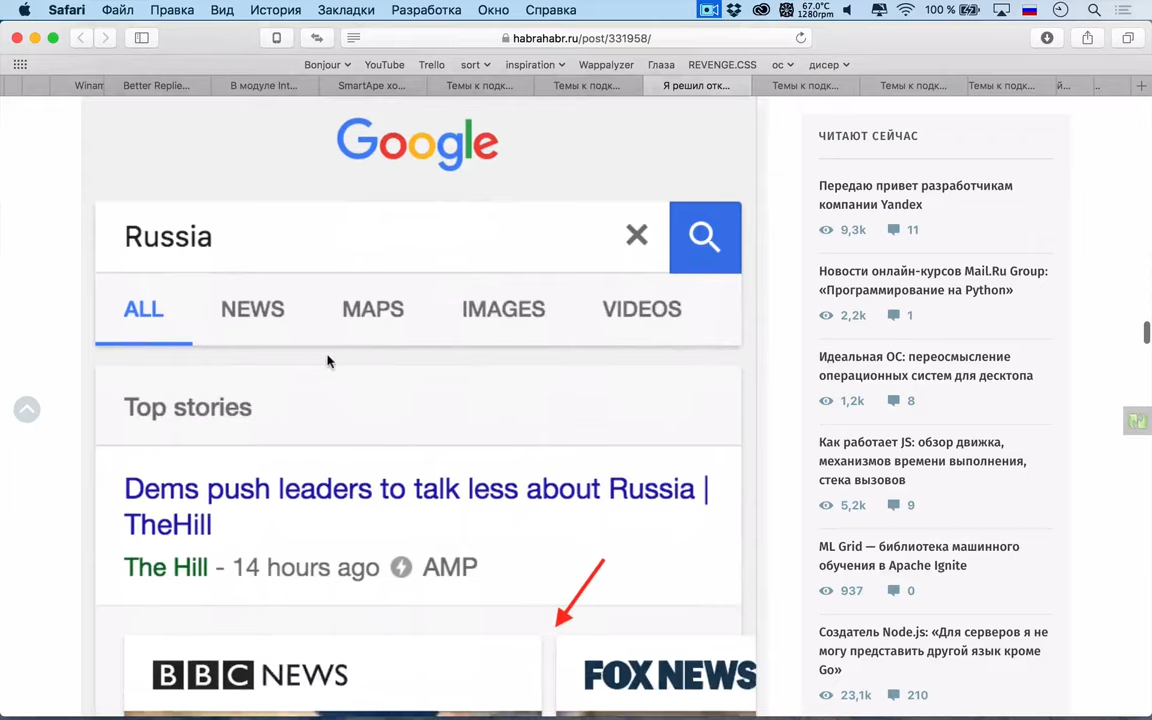 Safari Файл Правка Вид История Закладки Разработка Окно Справка 67.0°C 1280rpm 100 %
habrahabr.ru/post/331958/
Bonjour YouTube Trello sort inspiration Wappalyzer Глаза REVENGE.CSS ос дисер
Winam Better Replie... В модуле Int... SmartApe хо... Темы к подк... Темы к подк... Я решил отк... Темы к подк... Темы к подк... Темы к подк... й... ..
Google
Russia
ALL NEWS MAPS IMAGES VIDEOS
Top stories
Dems push leaders to talk less about Russia |
TheHill
The Hill - 14 hours ago AMP
BBC NEWS FOX NEWS
ЧИТАЮТ СЕЙЧАС
Передаю привет разработчикам
компании Yandex
9,3k 11
Новости онлайн-курсов Mail.Ru Group:
«Программирование на Python»
2,2k 1
Идеальная ОС: переосмысление
операционных систем для десктопа
1,2k 8
Как работает JS: обзор движка,
механизмов времени выполнения,
стека вызовов
5,2k 9
ML Grid — библиотека машинного
обучения в Apache Ignite
937 0
Создатель Node.js: «Для серверов я не
могу представить другой язык кроме
Go»
23,1k 210